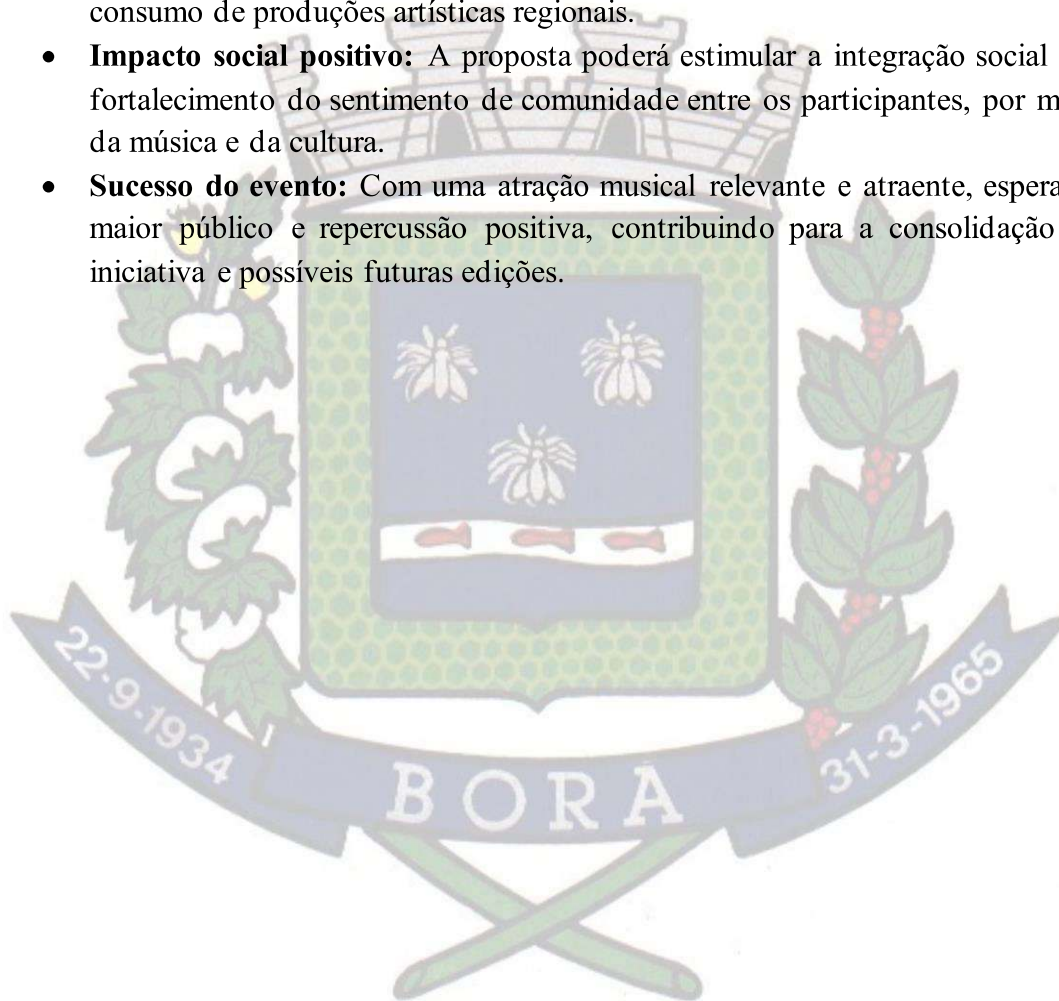 consumo de produções artísticas regionais.
• Impacto social positivo: A proposta poderá estimular a integração social
fortalecimento do sentimento de comunidade entre os participantes, por m
da música e da cultura.
• Sucesso do evento: Com uma atração musical relevante e atraente, espera
maior público e repercussão positiva, contribuindo para a consolidação
iniciativa e possíveis futuras edições.
22-9-1934
BORÁ
31-3-1965